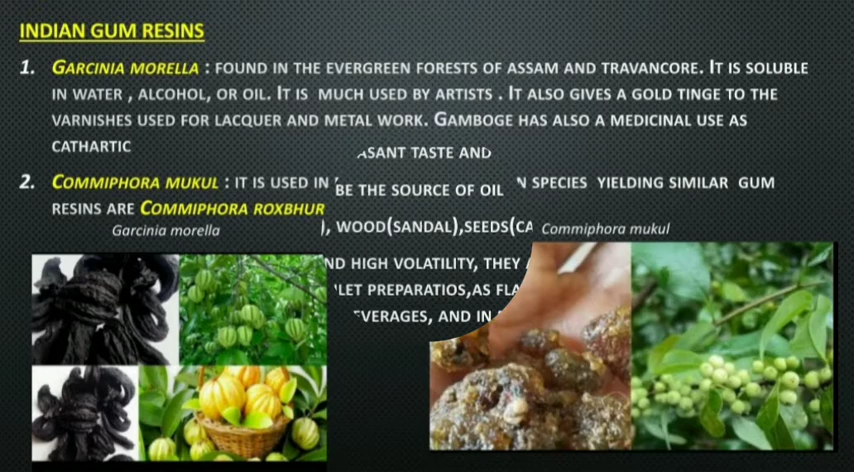 INDIAN GUM RESINS
1. GARCINIA MORELLA : FOUND IN THE EVERGREEN FORESTS OF ASSAM AND TRAVANCORE. IT IS SOLUBLE
IN WATER , ALCOHOL, OR OIL. IT IS MUCH USED BY ARTISTS . IT ALSO GIVES A GOLD TINGE TO THE
VARNISHES USED FOR LACQUER AND METAL WORK. GAMBOGE HAS ALSO A MEDICINAL USE AS
CATHARTIC
TASTE AND
2. COMMIPHORA MUKUL : IT IS USED IN
BE THE SOURCE OF OIL
SPECIES YIELDING SIMILAR GUM
RESINS ARE COMMIPHORA ROXBHUR
Garcinia morella
), WOOD(SANDAL),SEEDS(CA
Commiphora mukul
HIGH VOLATILITY, THEY
PREPARATIOS,AS FLA
AND IN